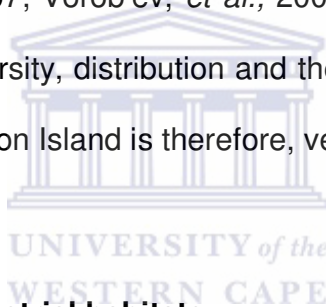 7; Vorob'ev, et al., 200
rsity, distribution and the
on Island is therefore, ve
UNIVERSITY of the
WESTERN CAPE